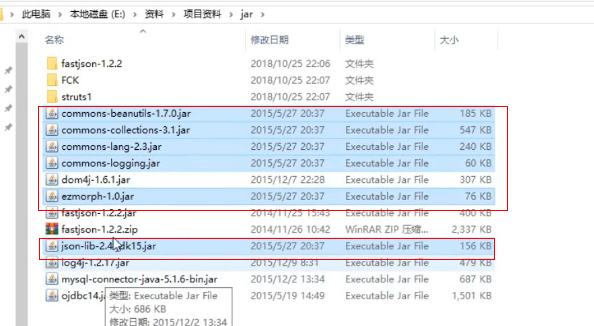 此电脑 › 本地磁盘 (E:) › 资料 › 项目资料 › jar ›
名称 修改日期 类型 大小
fastjson-1.2.2 2018/10/25 22:06 文件夹
FCK 2018/10/25 22:07 文件夹
struts1 2018/10/25 22:07 文件夹
commons-beanutils-1.7.0.jar 2015/5/27 20:37 Executable Jar File 185 KB
commons-collections-3.1.jar 2015/5/27 20:37 Executable Jar File 547 KB
commons-lang-2.3.jar 2015/5/27 20:37 Executable Jar File 240 KB
commons-logging.jar 2015/5/27 20:37 Executable Jar File 60 KB
dom4j-1.6.1.jar 2015/12/7 22:28 Executable Jar File 307 KB
ezmorph-1.0.jar 2015/5/27 20:37 Executable Jar File 76 KB
fastjson-1.2.2.jar 2014/11/25 15:43 Executable Jar File 400 KB
fastjson-1.2.2.zip 2014/11/26 10:42 WinRAR ZIP 压缩... 2,337 KB
json-lib-2.4 dk15.jar 2015/5/27 20:37 Executable Jar File 156 KB
log4j-1.2.17.jar 2015/12/9 8:31 Executable Jar File 479 KB
mysql-connector-java-5.1.6-bin.jar 2015/12/2 13:34 Executable Jar File 687 KB
ojdbc14.ja 2015/5/19 14:49 Executable Jar File 1,501 KB
类型: Executable Jar File
大小: 686 KB
修改日期: 2015/12/2 13:34